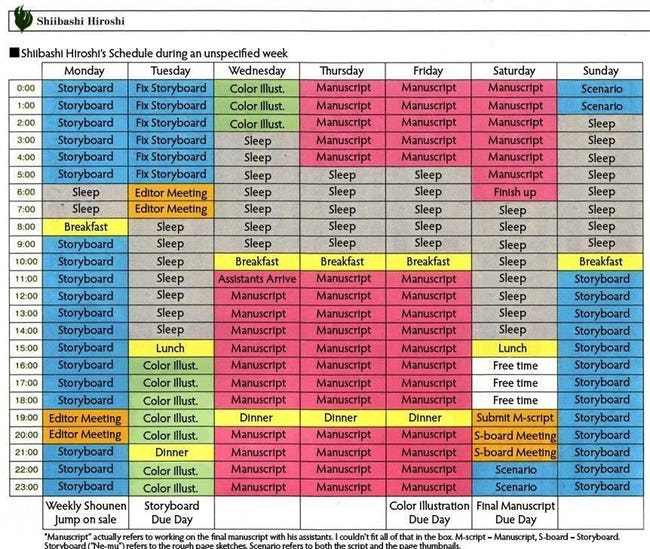 Shiibashi Hiroshi
Shiibashi Hiroshi's Schedule during an unspecified week
Monday Tuesday Wednesday Thursday Friday Saturday Sunday
0:00 Storyboard Fix Storyboard Color Illust. Manuscript Manuscript Manuscript Scenario
1:00 Storyboard Fix Storyboard Color Illust. Manuscript Manuscript Manuscript Scenario
2:00 Storyboard Fix Storyboard Color Illust. Manuscript Manuscript Manuscript Sleep
3:00 Storyboard Fix Storyboard Sleep Manuscript Manuscript Manuscript Sleep
4:00 Storyboard Fix Storyboard Sleep Manuscript Manuscript Manuscript Sleep
5:00 Storyboard Fix Storyboard Sleep Sleep Sleep Manuscript Sleep
6:00 Sleep Editor Meeting Sleep Sleep Sleep Finish up Sleep
7:00 Sleep Editor Meeting Sleep Sleep Sleep Sleep Sleep
8:00 Breakfast Sleep Sleep Sleep Sleep Sleep Sleep
9:00 Storyboard Sleep Sleep Sleep Sleep Sleep Sleep
10:00 Storyboard Sleep Breakfast Breakfast Breakfast Sleep Breakfast
11:00 Storyboard Sleep Assistants Arrive Manuscript Manuscript Sleep Storyboard
12:00 Storyboard Sleep Manuscript Manuscript Manuscript Sleep Storyboard
13:00 Storyboard Sleep Manuscript Manuscript Manuscript Sleep Storyboard
14:00 Storyboard Sleep Manuscript Manuscript Manuscript Sleep Storyboard
15:00 Storyboard Lunch Manuscript Manuscript Manuscript Lunch Storyboard
16:00 Storyboard Color Illust. Manuscript Manuscript Manuscript Free time Storyboard
17:00 Storyboard Color Illust. Manuscript Manuscript Manuscript Free time Storyboard
18:00 Storyboard Color Illust. Manuscript Manuscript Manuscript Free time Storyboard
19:00 Editor Meeting Color Illust. Dinner Dinner Dinner Submit M-script Storyboard
20:00 Editor Meeting Color Illust. Manuscript Manuscript Manuscript S-board Meeting Storyboard
21:00 Storyboard Dinner Manuscript Manuscript Manuscript S-board Meeting Storyboard
22:00 Storyboard Color Illust. Manuscript Manuscript Manuscript Scenario Storyboard
23:00 Storyboard Color Illust. Manuscript Manuscript Manuscript Scenario Storyboard
Weekly Shounen Storyboard Color Illustration Final Manuscript
Jump on sale Due Day Due Day Due Day
"Manuscript" actually refers to working on the final manuscript with his assistants. I couldn't fit all of that in the box. M-script - Manuscript, S-board - Storyboard.
Storyboard ("Ne-mu") refers to the rough page sketches. Scenario refers to both the script and the page thumbnails.